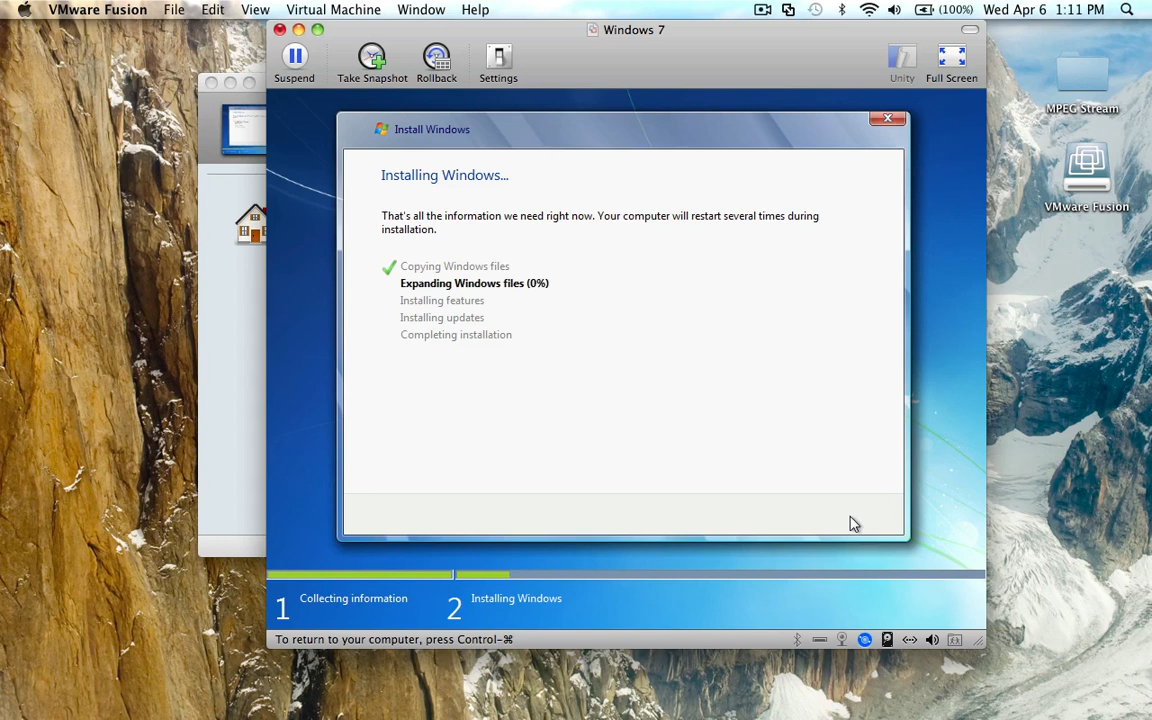 VMware Fusion File Edit View Virtual Machine Window Help (100%) Wed Apr 6 1:11 PM
Windows 7
Suspend Take Snapshot Rollback Settings Unity Full Screen
MPEG Stream
VMware Fusion
Install Windows
Installing Windows...
That's all the information we need right now. Your computer will restart several times during
installation.
Copying Windows files
Expanding Windows files (0%)
Installing features
Installing updates
Completing installation
1 Collecting information 2 Installing Windows
To return to your computer, press Control-⌘